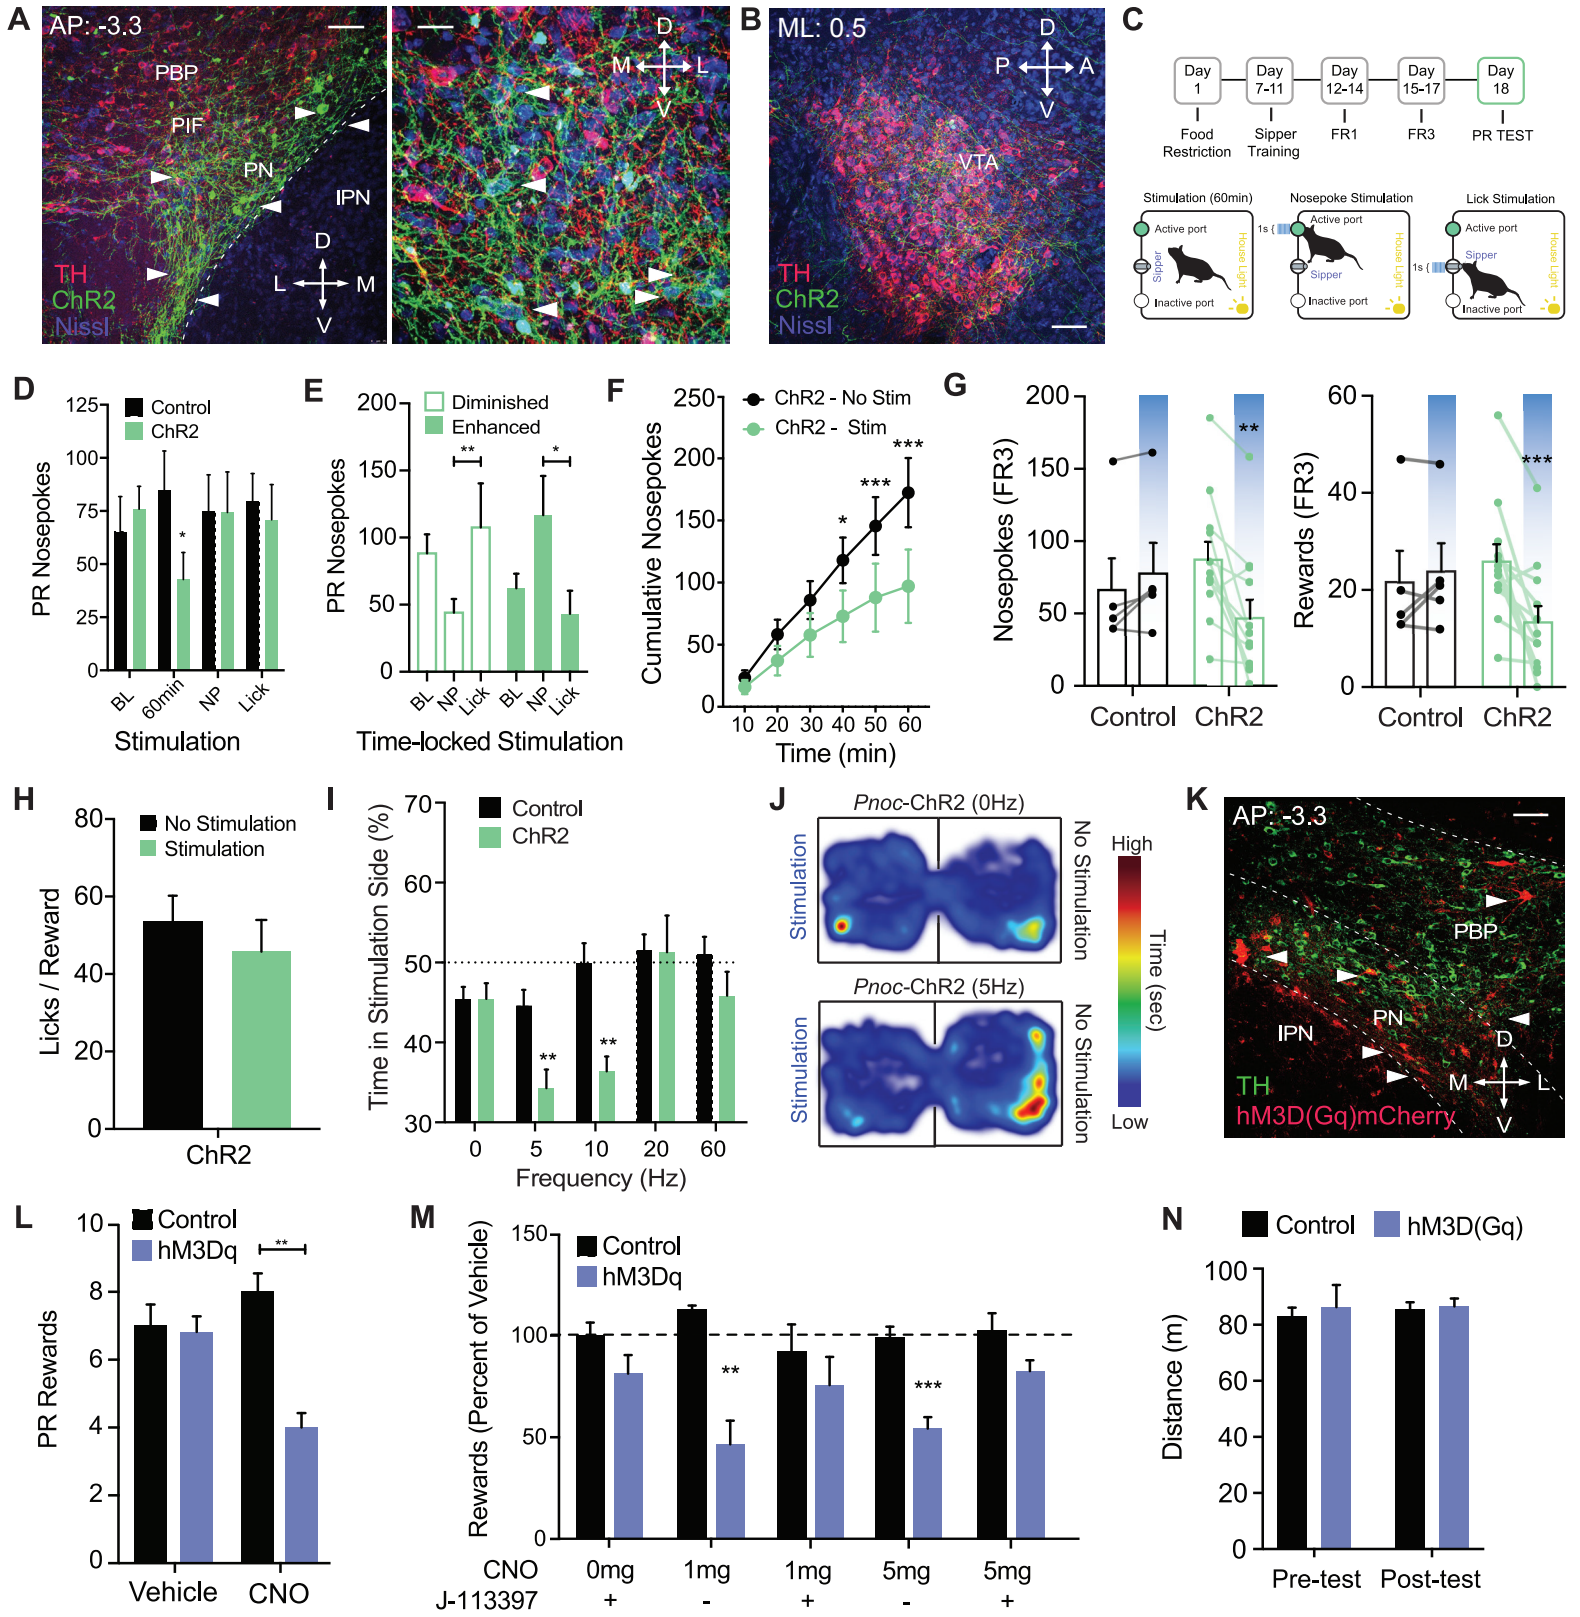 A
AP: -3.3
PBP
PIF
PN
IPN
D
L
M
V
TH
ChR2
Nissl
D
M
L
V
B
ML: 0.5
D
P
A
V
VTA
TH
ChR2
Nissl
C
Day
1
Day
7-11
Day
12-14
Day
15-17
Day
18
Food
Restriction
Sipper
Training
FR1
FR3
PR TEST
Stimulation (60min)
Active port
Sipper
Inactive port
House Light
Nosepoke Stimulation
1s {
Active port
Sipper
Inactive port
House Light
Lick Stimulation
Active port
1s {
Sipper
Inactive port
House Light
D
Control
ChR2
PR Nosepokes
125
100
75
50
25
0
*
BL
60min
NP
Lick
Stimulation
E
Diminished
Enhanced
PR Nosepokes
200
150
100
50
0
**
*
BL
NP
Lick
BL
NP
Lick
Time-locked Stimulation
F
ChR2 - No Stim
ChR2 - Stim
Cumulative Nosepokes
250
200
150
100
50
0
*
***
***
10
20
30
40
50
60
Time (min)
G
Nosepokes (FR3)
200
150
100
50
0
**
Control
ChR2
Rewards (FR3)
60
40
20
0
***
Control
ChR2
H
No Stimulation
Stimulation
Licks / Reward
80
60
40
20
0
ChR2
I
Control
ChR2
Time in Stimulation Side (%)
70
60
50
40
30
**
**
0
5
10
20
60
Frequency (Hz)
J
Pnoc-ChR2 (0Hz)
Stimulation
No Stimulation
Pnoc-ChR2 (5Hz)
Stimulation
No Stimulation
High
Time (sec)
Low
K
AP: -3.3
PBP
PN
IPN
D
M
L
V
TH
hM3D(Gq)mCherry
L
Control
hM3Dq
PR Rewards
10
8
6
4
2
0
**
Vehicle
CNO
M
Control
hM3Dq
Rewards (Percent of Vehicle)
150
100
50
0
**
***
CNO
0mg
1mg
1mg
5mg
5mg
J-113397
+
-
+
-
+
N
Control
hM3D(Gq)
Distance (m)
100
80
60
40
20
0
Pre-test
Post-test